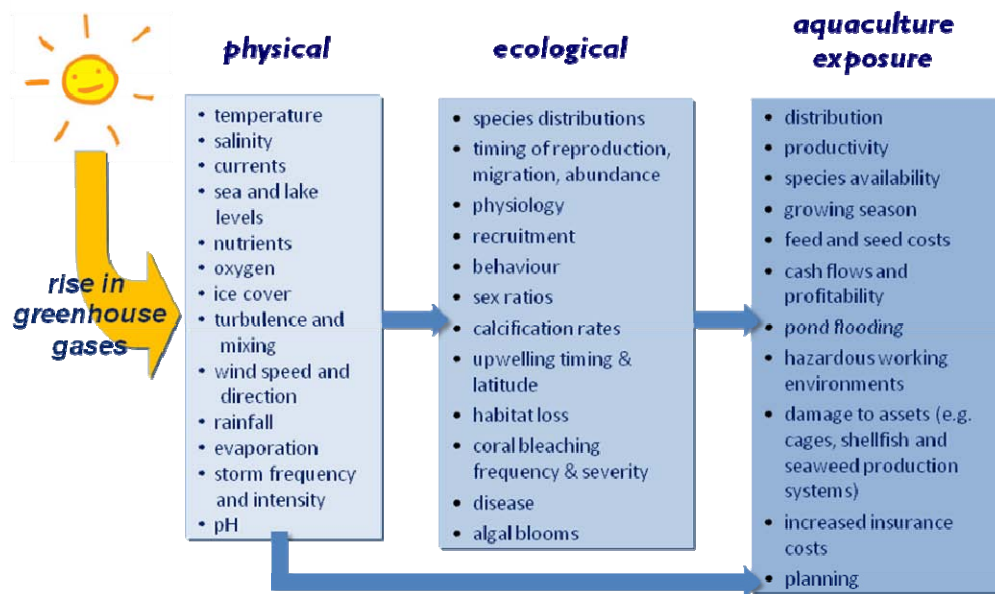 rise in
greenhouse
gases
physical
• temperature
• salinity
• currents
• sea and lake
levels
• nutrients
• oxygen
• ice cover
• turbulence and
mixing
• wind speed and
direction
• rainfall
• evaporation
• storm frequency
and intensity
• pH
ecological
• species distributions
• timing of reproduction,
migration, abundance
• physiology
• recruitment
• behaviour
• sex ratios
• calcification rates
• upwelling timing &
latitude
• habitat loss
• coral bleaching
frequency & severity
• disease
• algal blooms
aquaculture
exposure
• distribution
• productivity
• species availability
• growing season
• feed and seed costs
• cash flows and
profitability
• pond flooding
• hazardous working
environments
• damage to assets (e.g.
cages, shellfish and
seaweed production
systems)
• increased insurance
costs
• planning